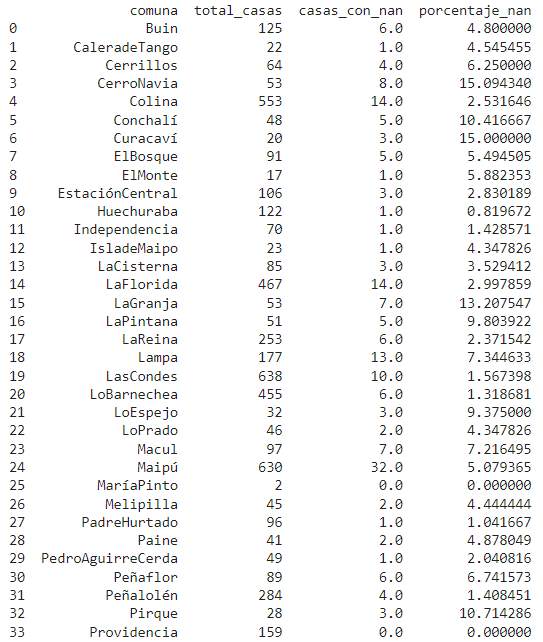 comuna total_casas casas_con_nan porcentaje_nan
0 Buin 125 6.0 4.800000
1 CaleradeTango 22 1.0 4.545455
2 Cerrillos 64 4.0 6.250000
3 CerroNavia 53 8.0 15.094340
4 Colina 553 14.0 2.531646
5 Conchalí 48 5.0 10.416667
6 Curacaví 20 3.0 15.000000
7 ElBosque 91 5.0 5.494505
8 ElMonte 17 1.0 5.882353
9 EstaciónCentral 106 3.0 2.830189
10 Huechuraba 122 1.0 0.819672
11 Independencia 70 1.0 1.428571
12 IsladeMaipo 23 1.0 4.347826
13 LaCisterna 85 3.0 3.529412
14 LaFlorida 467 14.0 2.997859
15 LaGranja 53 7.0 13.207547
16 LaPintana 51 5.0 9.803922
17 LaReina 253 6.0 2.371542
18 Lampa 177 13.0 7.344633
19 LasCondes 638 10.0 1.567398
20 LoBarnechea 455 6.0 1.318681
21 LoEspejo 32 3.0 9.375000
22 LoPrado 46 2.0 4.347826
23 Macul 97 7.0 7.216495
24 Maipú 630 32.0 5.079365
25 MaríaPinto 2 0.0 0.000000
26 Melipilla 45 2.0 4.444444
27 PadreHurtado 96 1.0 1.041667
28 Paine 41 2.0 4.878049
29 PedroAguirreCerda 49 1.0 2.040816
30 Peñaflor 89 6.0 6.741573
31 Peñalolén 284 4.0 1.408451
32 Pirque 28 3.0 10.714286
33 Providencia 159 0.0 0.000000